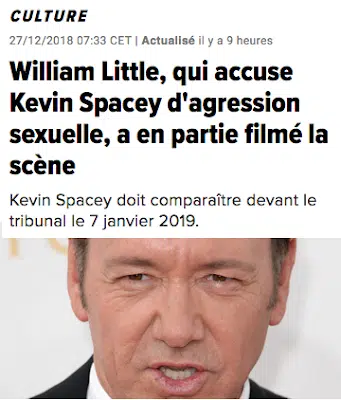 CULTURE
27/12/2018 07:33 CET | Actualisé il y a 9 heures
William Little, qui accuse
Kevin Spacey d'agression
sexuelle, a en partie filmé la
scène
Kevin Spacey doit comparaître devant le
tribunal le 7 janvier 2019.